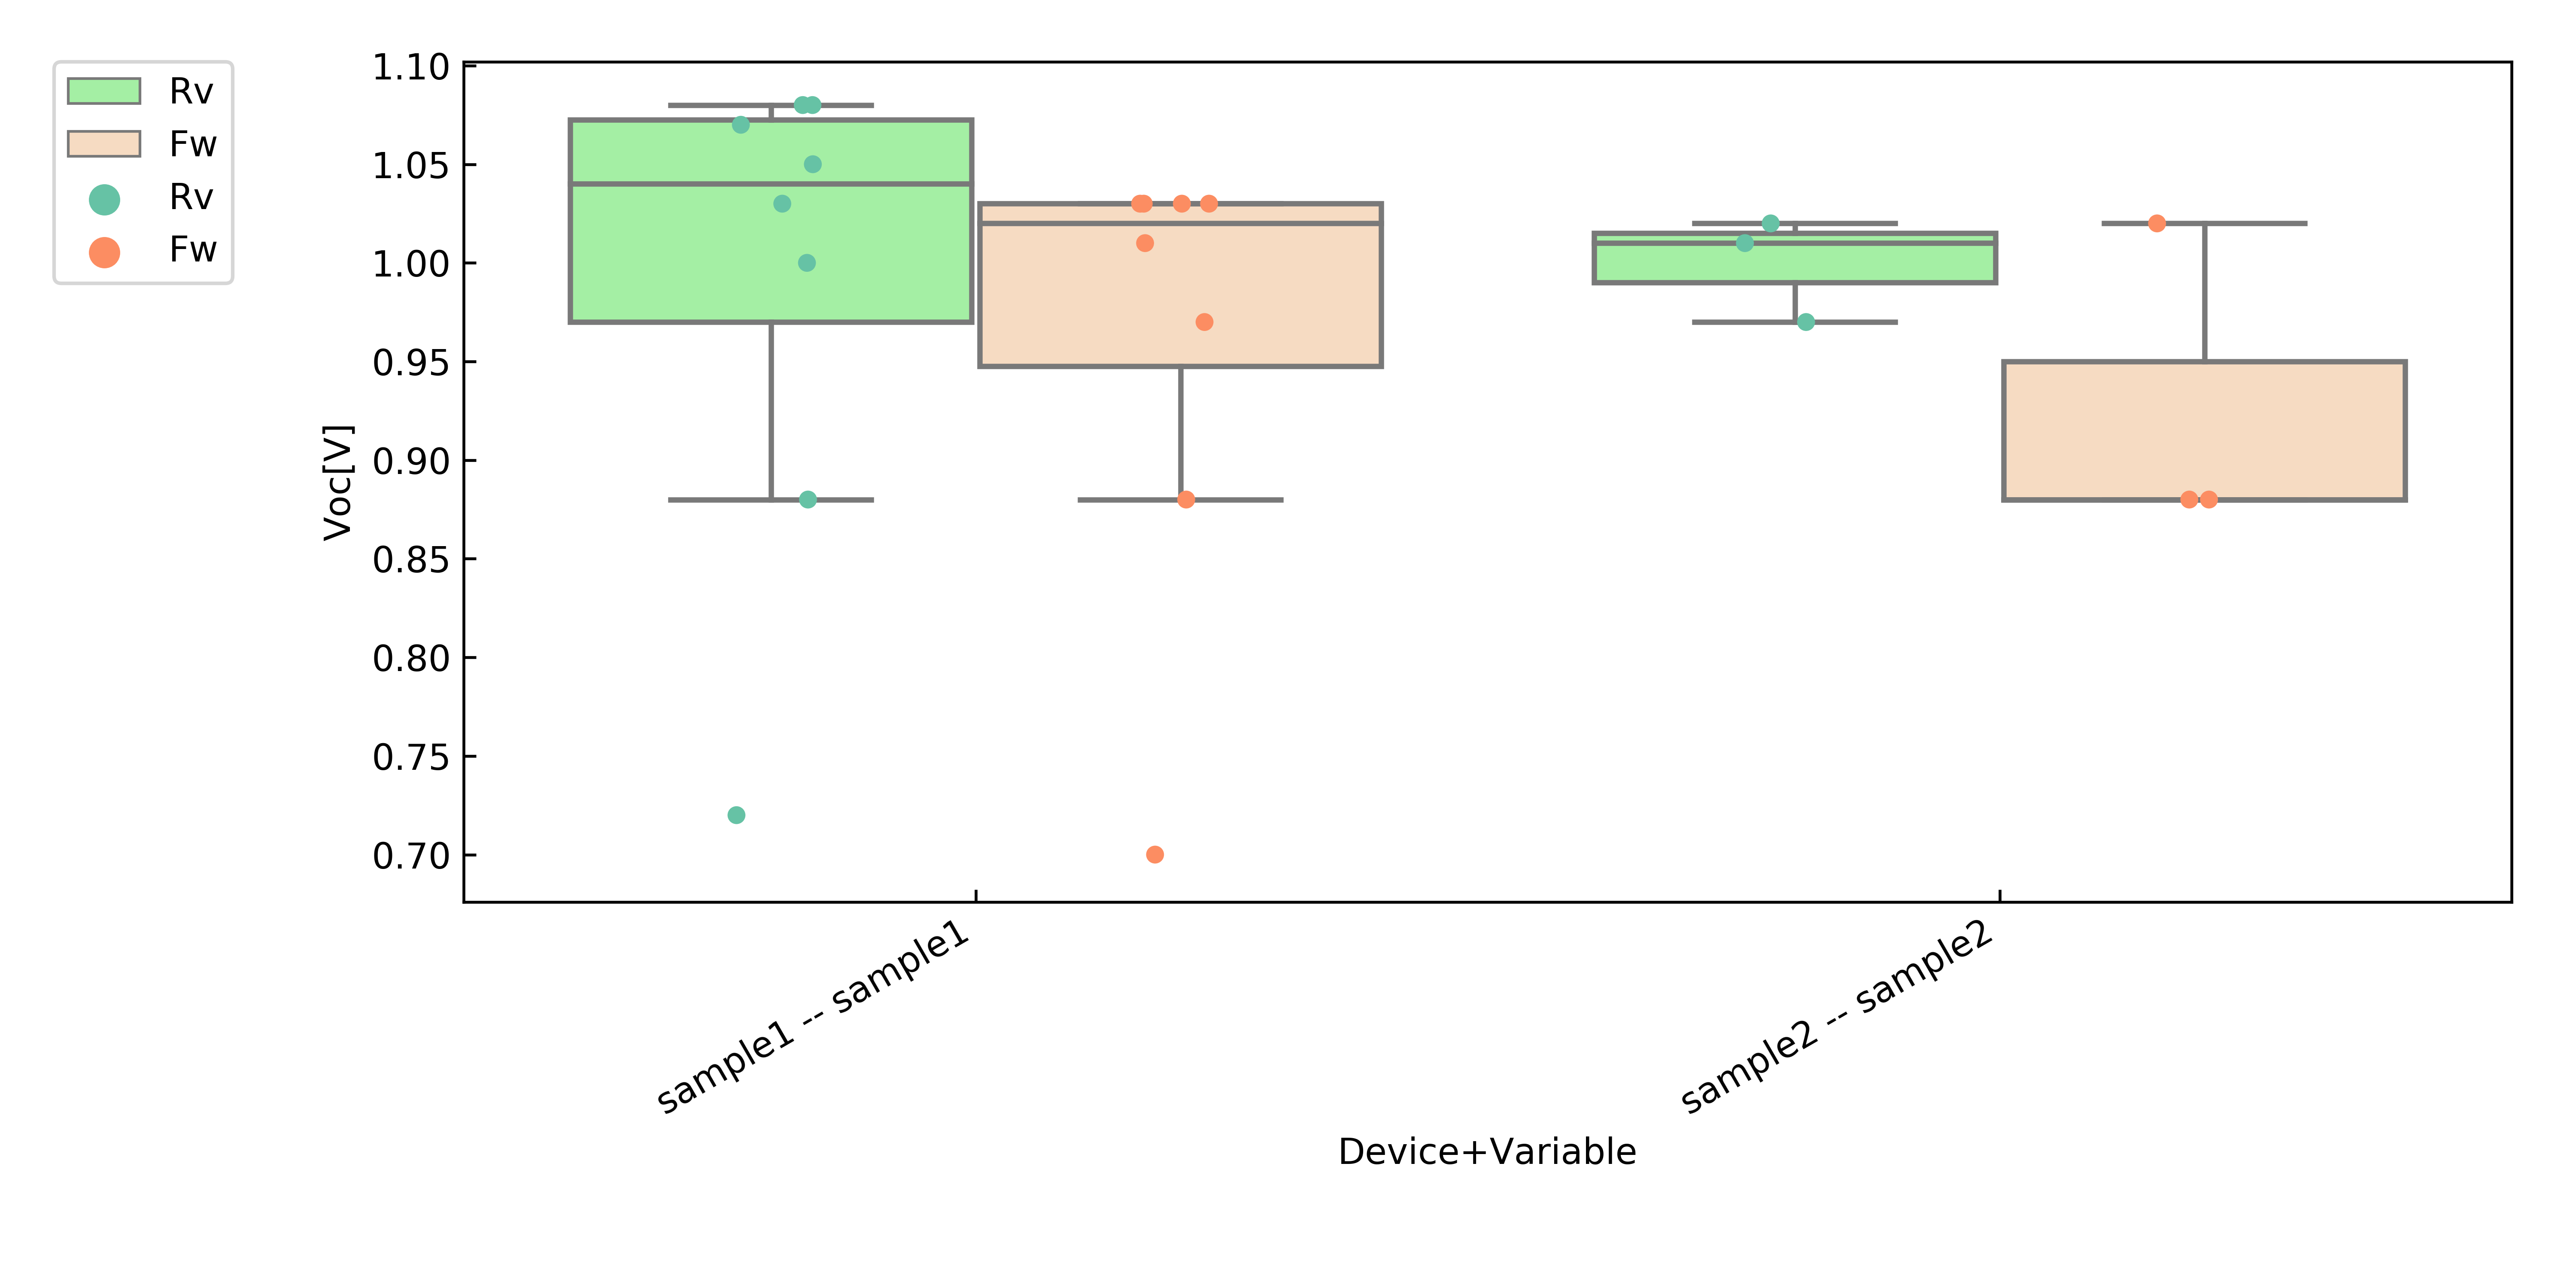 Rv
Fw
Rv
Fw
1.10
1.05
1.00
0.95
0.90
0.85
0.80
0.75
0.70
Voc[V]
sample1 -- sample1
sample2 -- sample2
Device+Variable